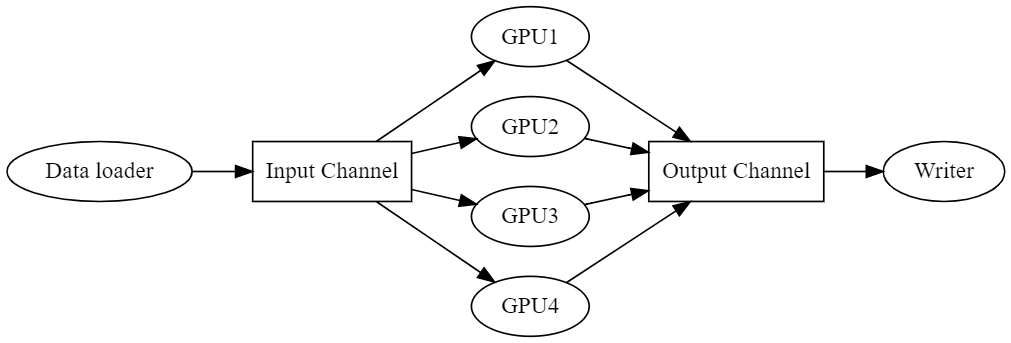 Data loader
Input Channel
GPU1
GPU2
GPU3
GPU4
Output Channel
Writer